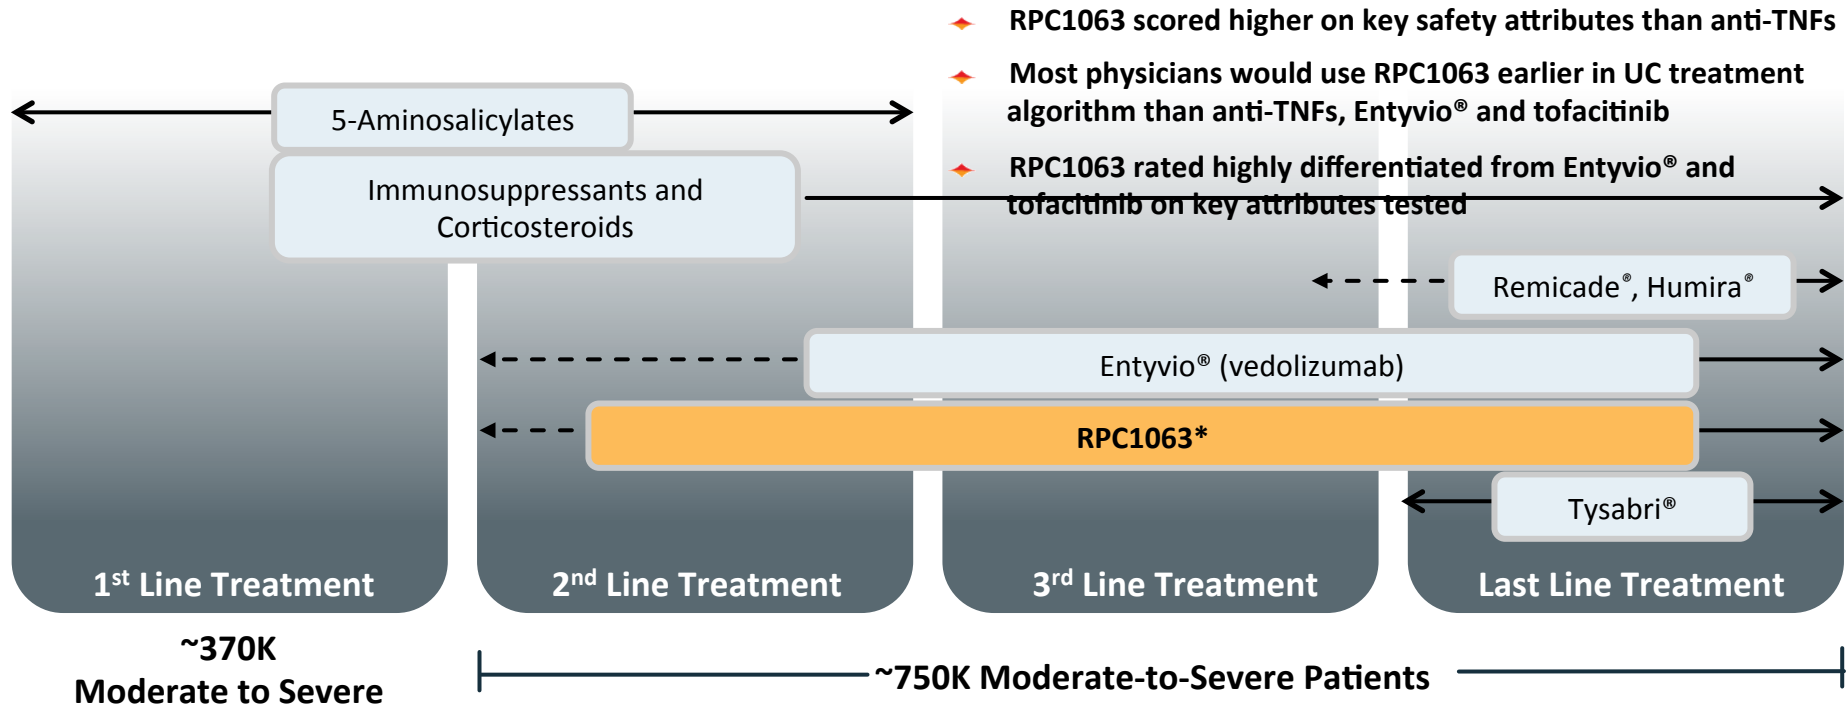 RPC1063 scored higher on key safety attributes than anti-TNFs
Most physicians would use RPC1063 earlier in UC treatment
algorithm than anti-TNFs, Entyvio® and tofacitinib
RPC1063 rated highly differentiated from Entyvio® and
tofacitinib on key attributes tested
5-Aminosalicylates
Immunosuppressants and
Corticosteroids
Remicade®, Humira®
Entyvio® (vedolizumab)
RPC1063*
Tysabri®
1st Line Treatment
2nd Line Treatment
3rd Line Treatment
Last Line Treatment
~370K
Moderate to Severe
~750K Moderate-to-Severe Patients